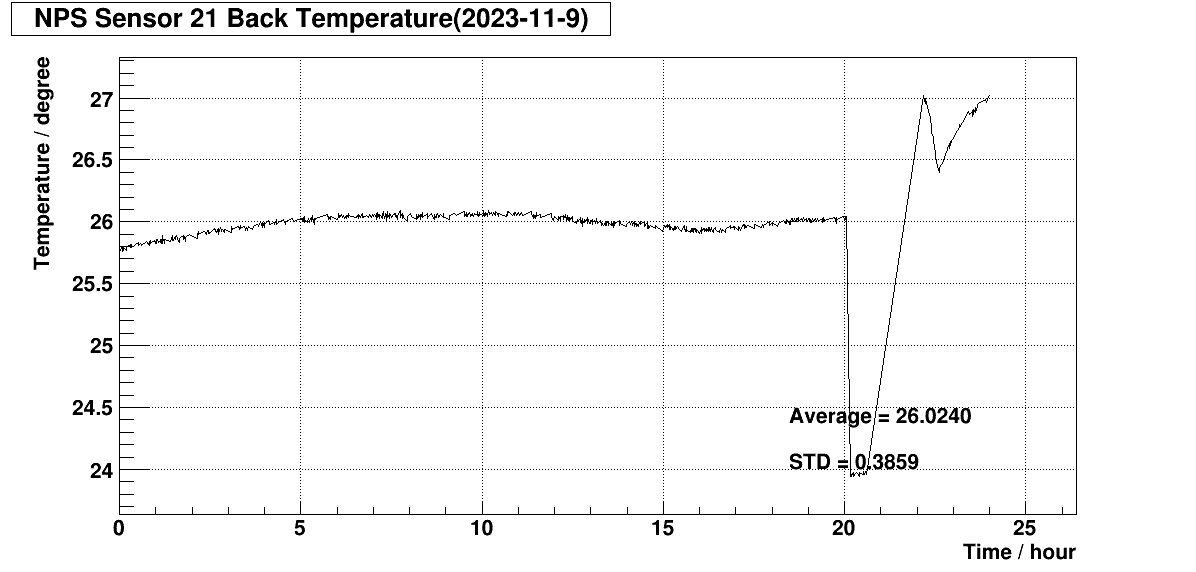 NPS Sensor 21 Back Temperature(2023-11-9)
Temperature / degree
27
26.5
26
25.5
25
24.5
24
Average = 26.0240
STD = 0.3859
0 5 10 15 20 25
Time / hour